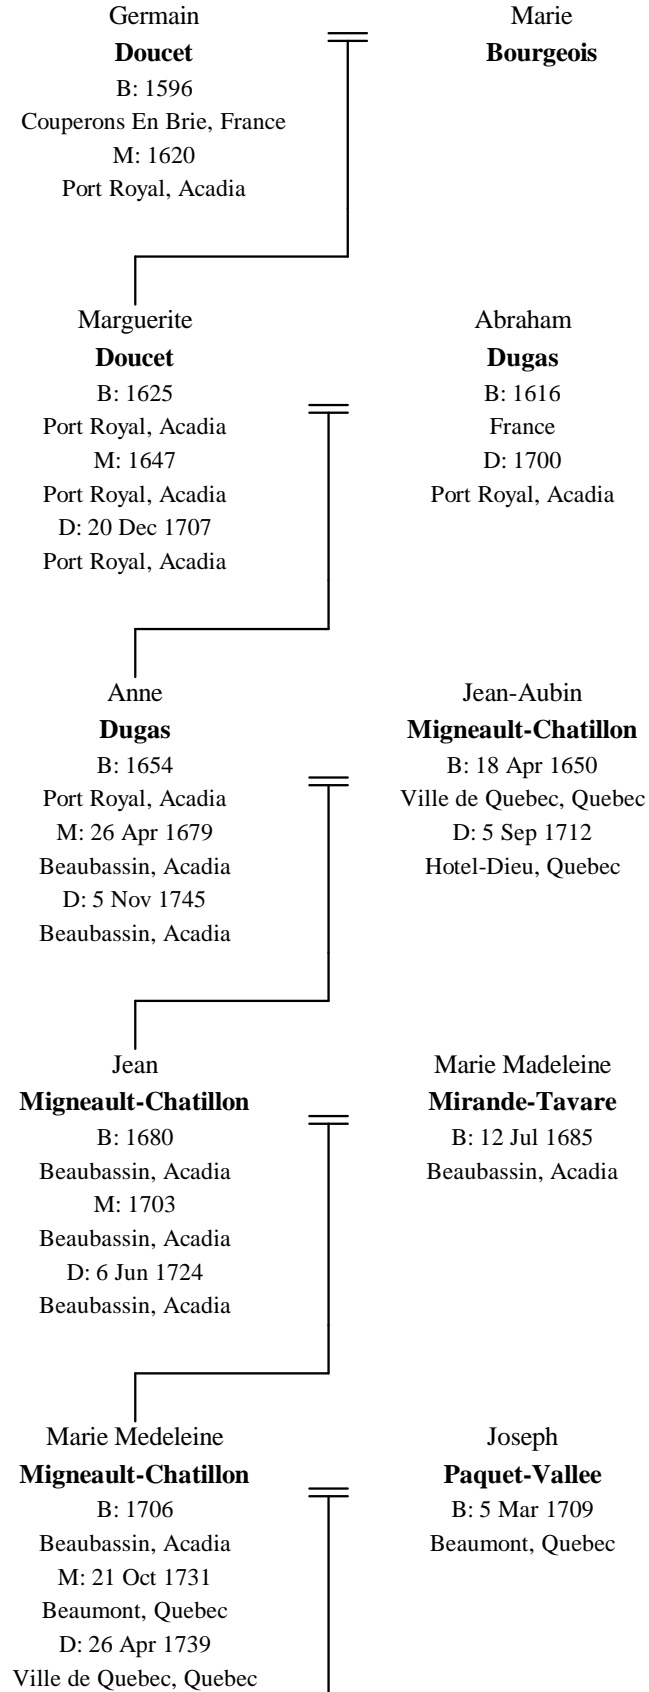 Germain
Doucet
B: 1596
Couperons En Brie, France
M: 1620
Port Royal, Acadia
Marie
Bourgeois
Marguerite
Doucet
B: 1625
Port Royal, Acadia
M: 1647
Port Royal, Acadia
D: 20 Dec 1707
Port Royal, Acadia
Abraham
Dugas
B: 1616
France
D: 1700
Port Royal, Acadia
Anne
Dugas
B: 1654
Port Royal, Acadia
M: 26 Apr 1679
Beaubassin, Acadia
D: 5 Nov 1745
Beaubassin, Acadia
Jean-Aubin
Migneault-Chatillon
B: 18 Apr 1650
Ville de Quebec, Quebec
D: 5 Sep 1712
Hotel-Dieu, Quebec
Jean
Migneault-Chatillon
B: 1680
Beaubassin, Acadia
M: 1703
Beaubassin, Acadia
D: 6 Jun 1724
Beaubassin, Acadia
Marie Madeleine
Mirande-Tavare
B: 12 Jul 1685
Beaubassin, Acadia
Marie Medeleine
Migneault-Chatillon
B: 1706
Beaubassin, Acadia
M: 21 Oct 1731
Beaumont, Quebec
D: 26 Apr 1739
Ville de Quebec, Quebec
Joseph
Paquet-Vallee
B: 5 Mar 1709
Beaumont, Quebec